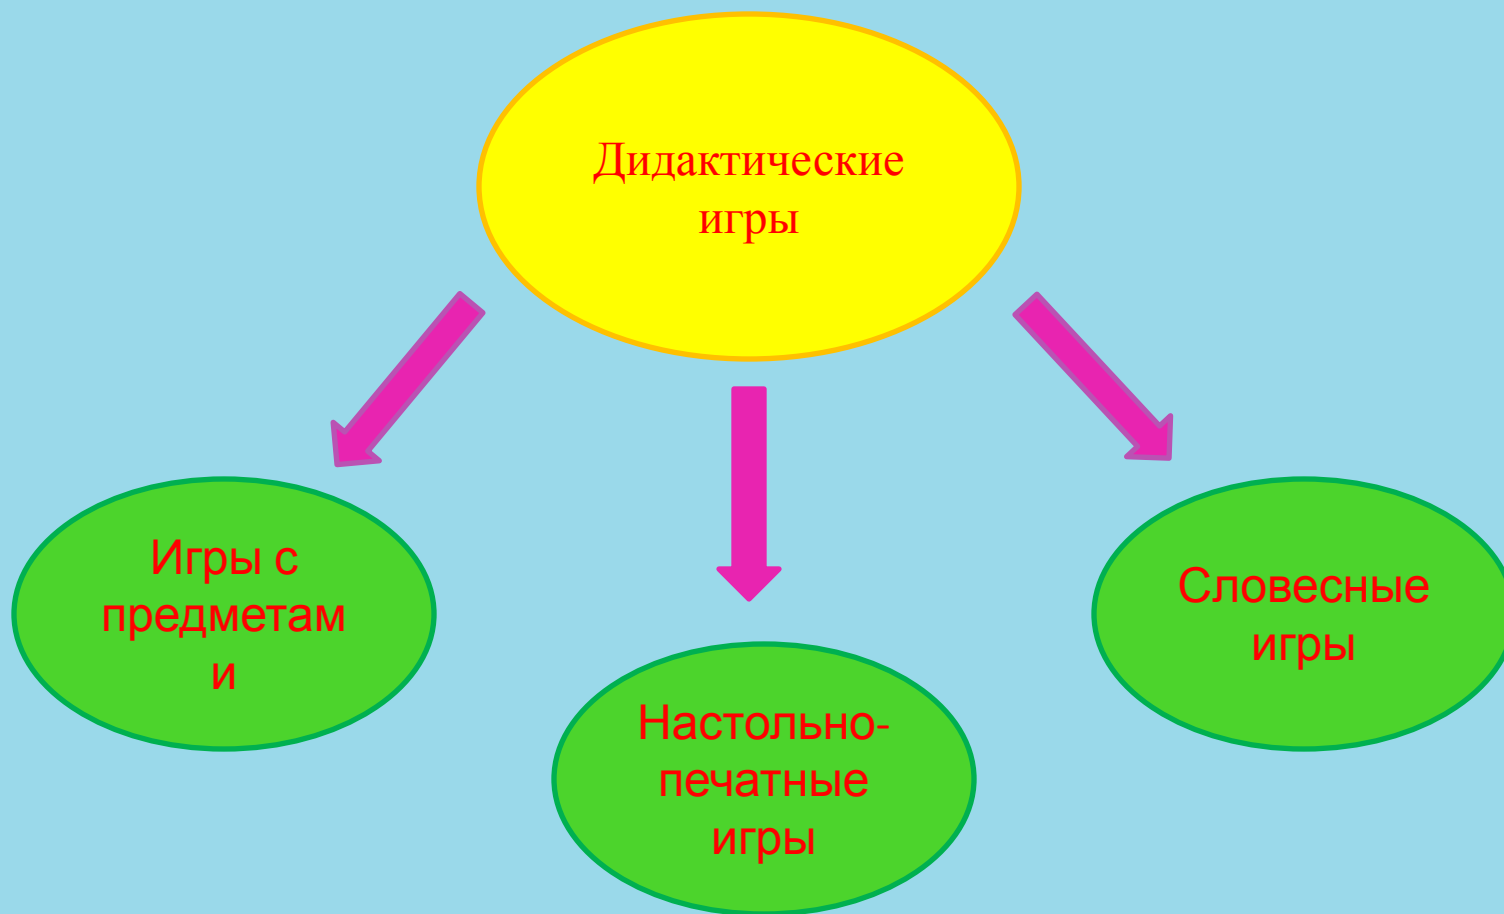 Дидактические
игры
Игры с
предметам
и
Настольно-
печатные
игры
Словесные
игры